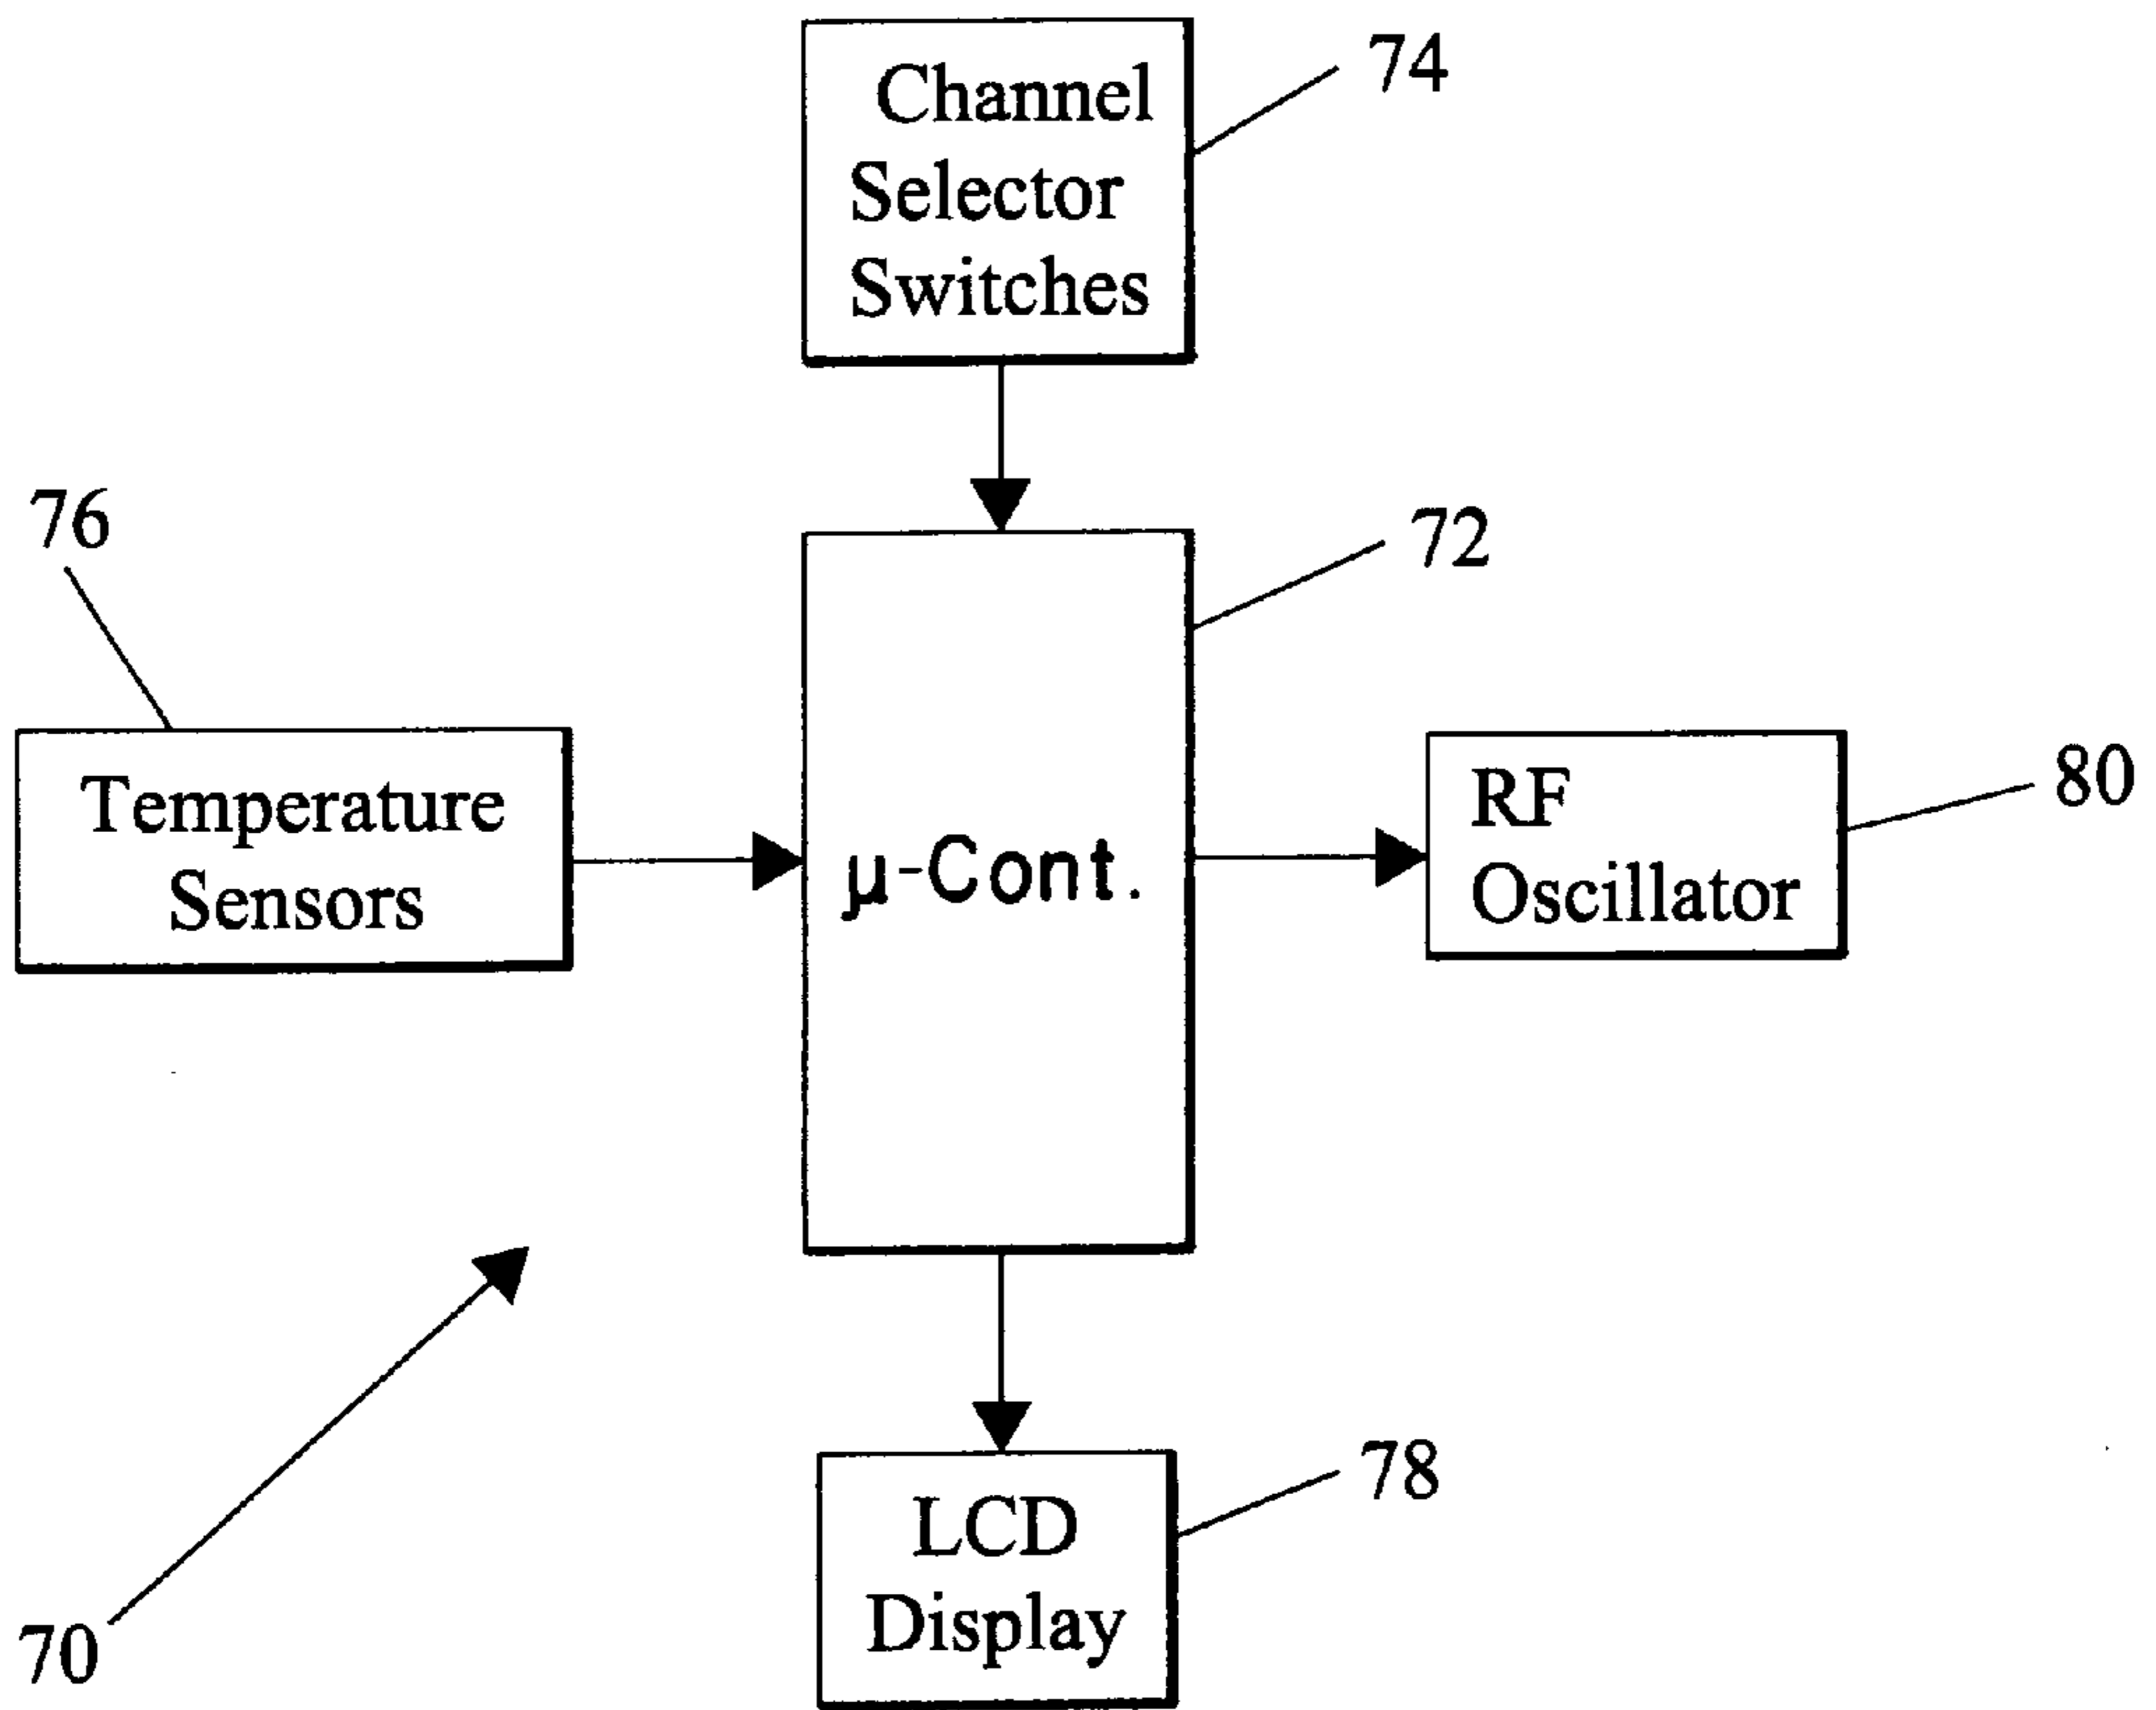 Channel
Selector
Switches
74
76
72
Temperature
Sensors
µ-Cont.
RF
Oscillator
80
LCD
Display
78
70